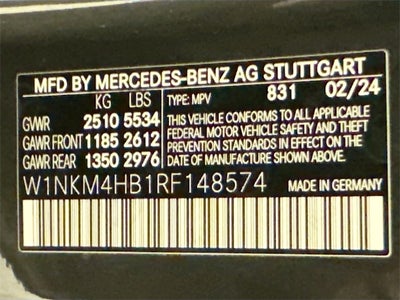 MFD BY MERCEDES-BENZ AG STUTTGART
KG LBS TYPE: MPV 831 02/24
GVWR 2510 5534 THIS VEHICLE CONFORMS TO ALL APPLICABLE
GAWR FRONT 1185 2612 FEDERAL MOTOR VEHICLE SAFETY AND THEFT
PREVENTION STANDARDS IN EFFECT ON THE
GAWR REAR 1350 2976 DATE OF MANUFACTURE SHOWN ABOVE.
W1NKM4HB1RF148574 MADE IN GERMANY